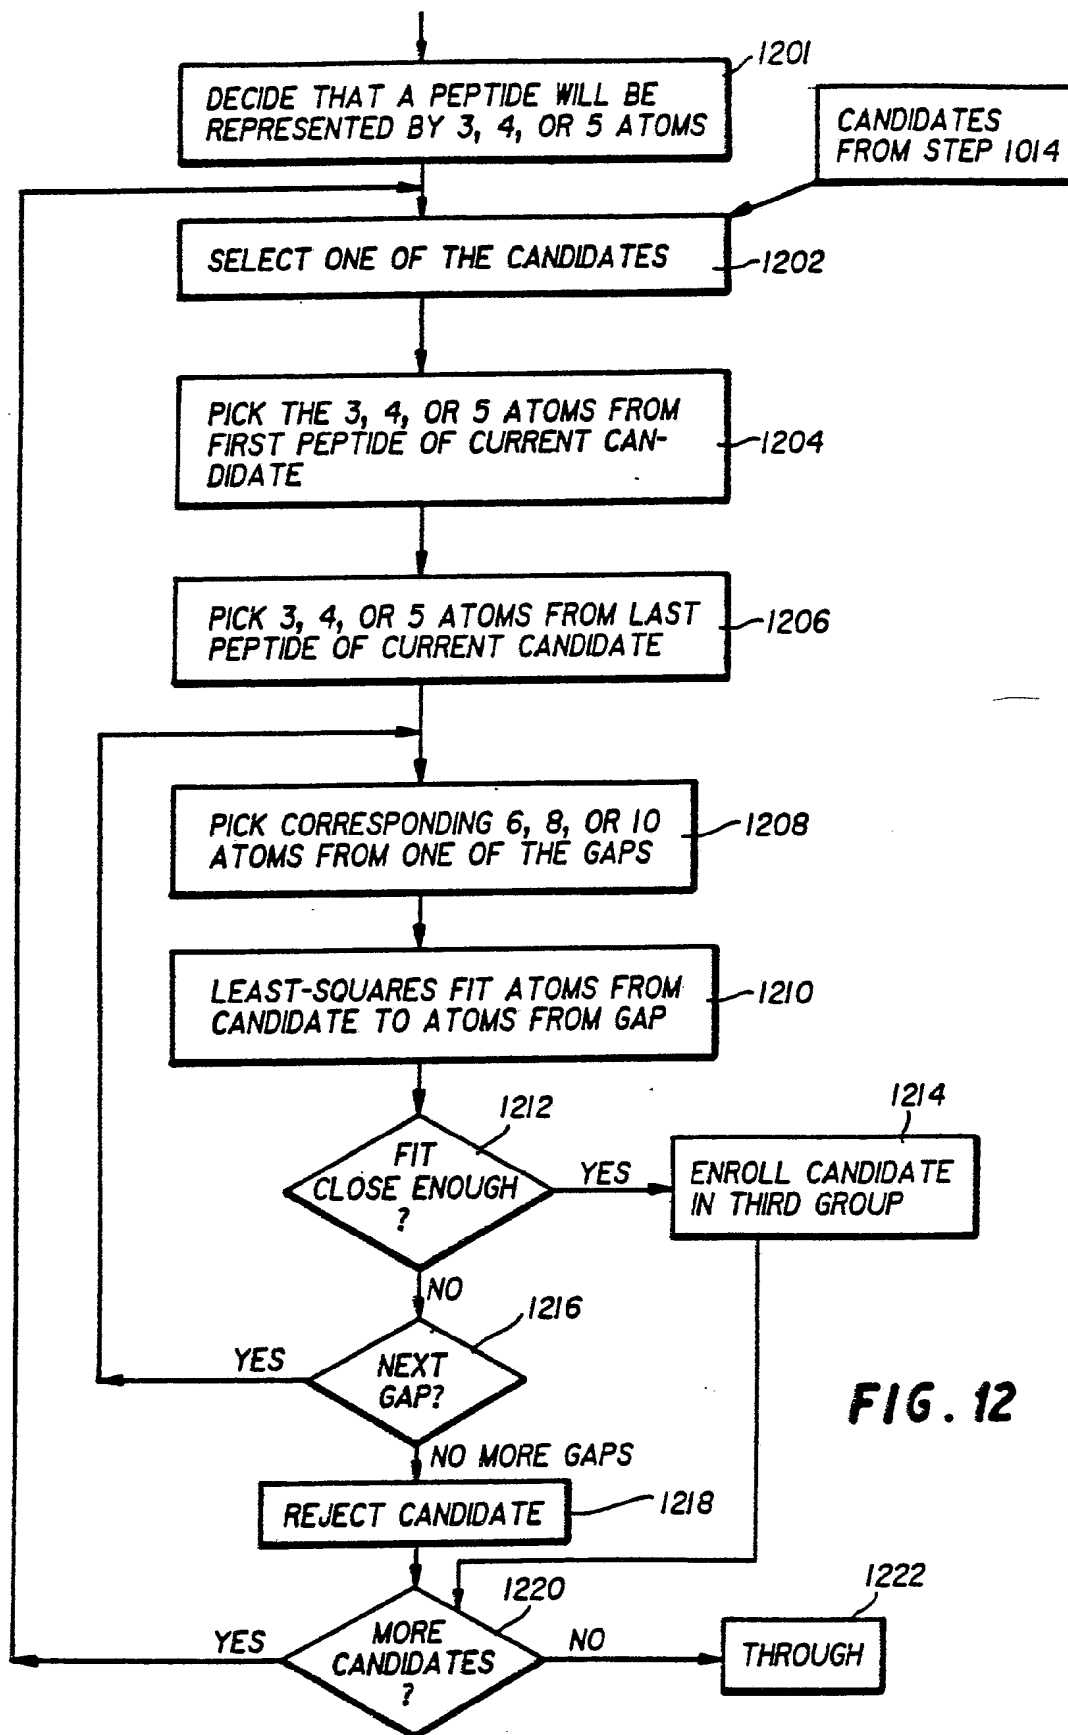 1201
DECIDE THAT A PEPTIDE WILL BE
REPRESENTED BY 3, 4, OR 5 ATOMS
CANDIDATES
FROM STEP 1014
SELECT ONE OF THE CANDIDATES
1202
PICK THE 3, 4, OR 5 ATOMS FROM
FIRST PEPTIDE OF CURRENT CAN-
DIDATE
1204
PICK 3, 4, OR 5 ATOMS FROM LAST
PEPTIDE OF CURRENT CANDIDATE
1206
PICK CORRESPONDING 6, 8, OR 10
ATOMS FROM ONE OF THE GAPS
1208
LEAST-SQUARES FIT ATOMS FROM
CANDIDATE TO ATOMS FROM GAP
1210
1212
FIT
CLOSE ENOUGH
?
YES
1214
ENROLL CANDIDATE
IN THIRD GROUP
NO
1216
NEXT
GAP?
YES
NO MORE GAPS
FIG. 12
REJECT CANDIDATE
1218
1220
MORE
CANDIDATES
?
YES
NO
1222
THROUGH